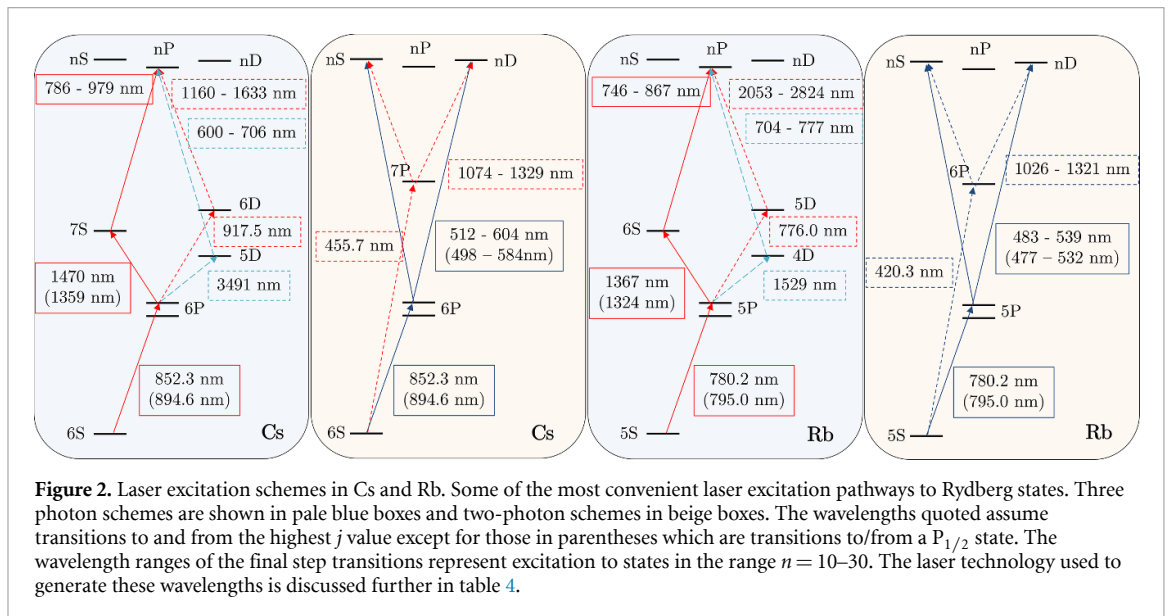 nS
nP
nD
786 - 979 nm
1160 - 1633 nm
600 - 706 nm
6D
7S
917.5 nm
5D
1470 nm
(1359 nm)
3491 nm
6P
852.3 nm
(894.6 nm)
6S
Cs
nS
nP
nD
7P
1074 - 1329 nm
455.7 nm
512 - 604 nm
(498 – 584nm)
6P
852.3 nm
(894.6 nm)
6S
Cs
nS
nP
nD
746 - 867 nm
2053 - 2824 nm
704 - 777 nm
5D
6S
776.0 nm
4D
1367 nm
(1324 nm)
1529 nm
5P
780.2 nm
(795.0 nm)
5S
Rb
nS
nP
nD
6P
1026 - 1321 nm
483 - 539 nm
(477 – 532 nm)
420.3 nm
5P
780.2 nm
(795.0 nm)
5S
Rb
Figure 2. Laser excitation schemes in Cs and Rb. Some of the most convenient laser excitation pathways to Rydberg states. Three
photon schemes are shown in pale blue boxes and two-photon schemes in beige boxes. The wavelengths quoted assume
transitions to and from the highest j value except for those in parentheses which are transitions to/from a P1/2 state. The
wavelength ranges of the final step transitions represent excitation to states in the range n = 10–30. The laser technology used to
generate these wavelengths is discussed further in table 4.